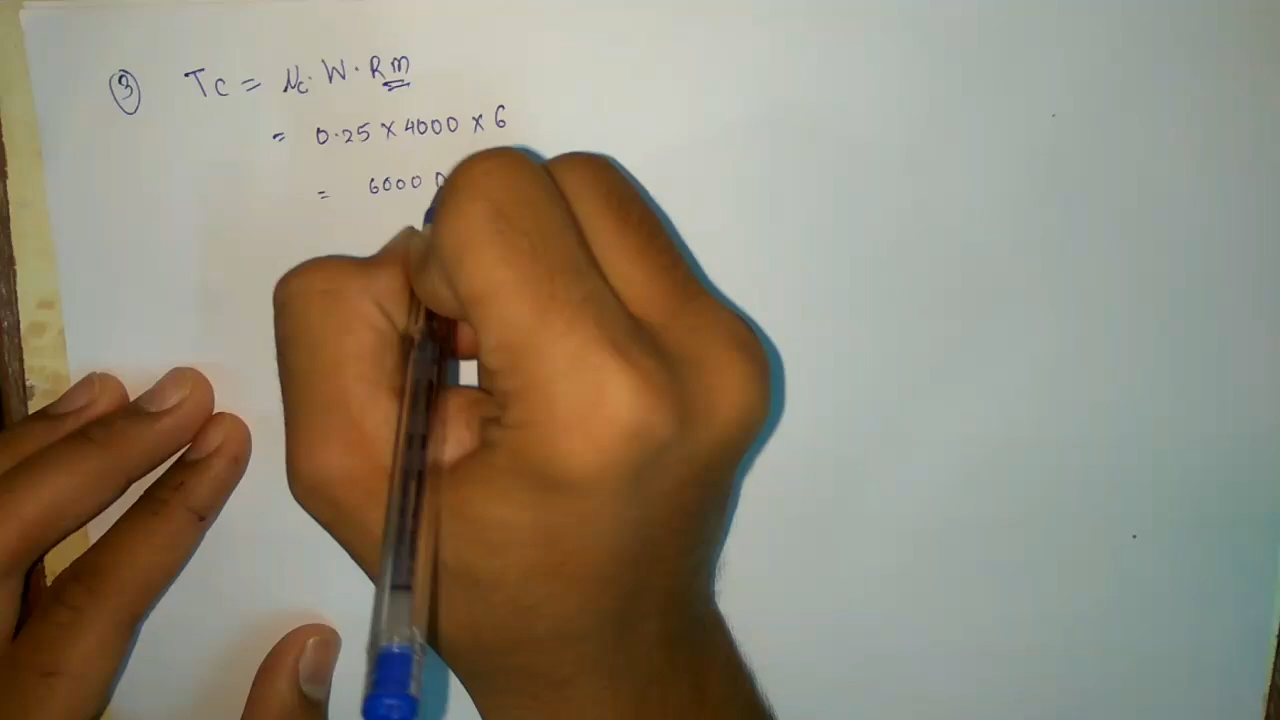 ③ Tc = μc · W · Rm
= 0.25 × 4000 × 6
= 6000